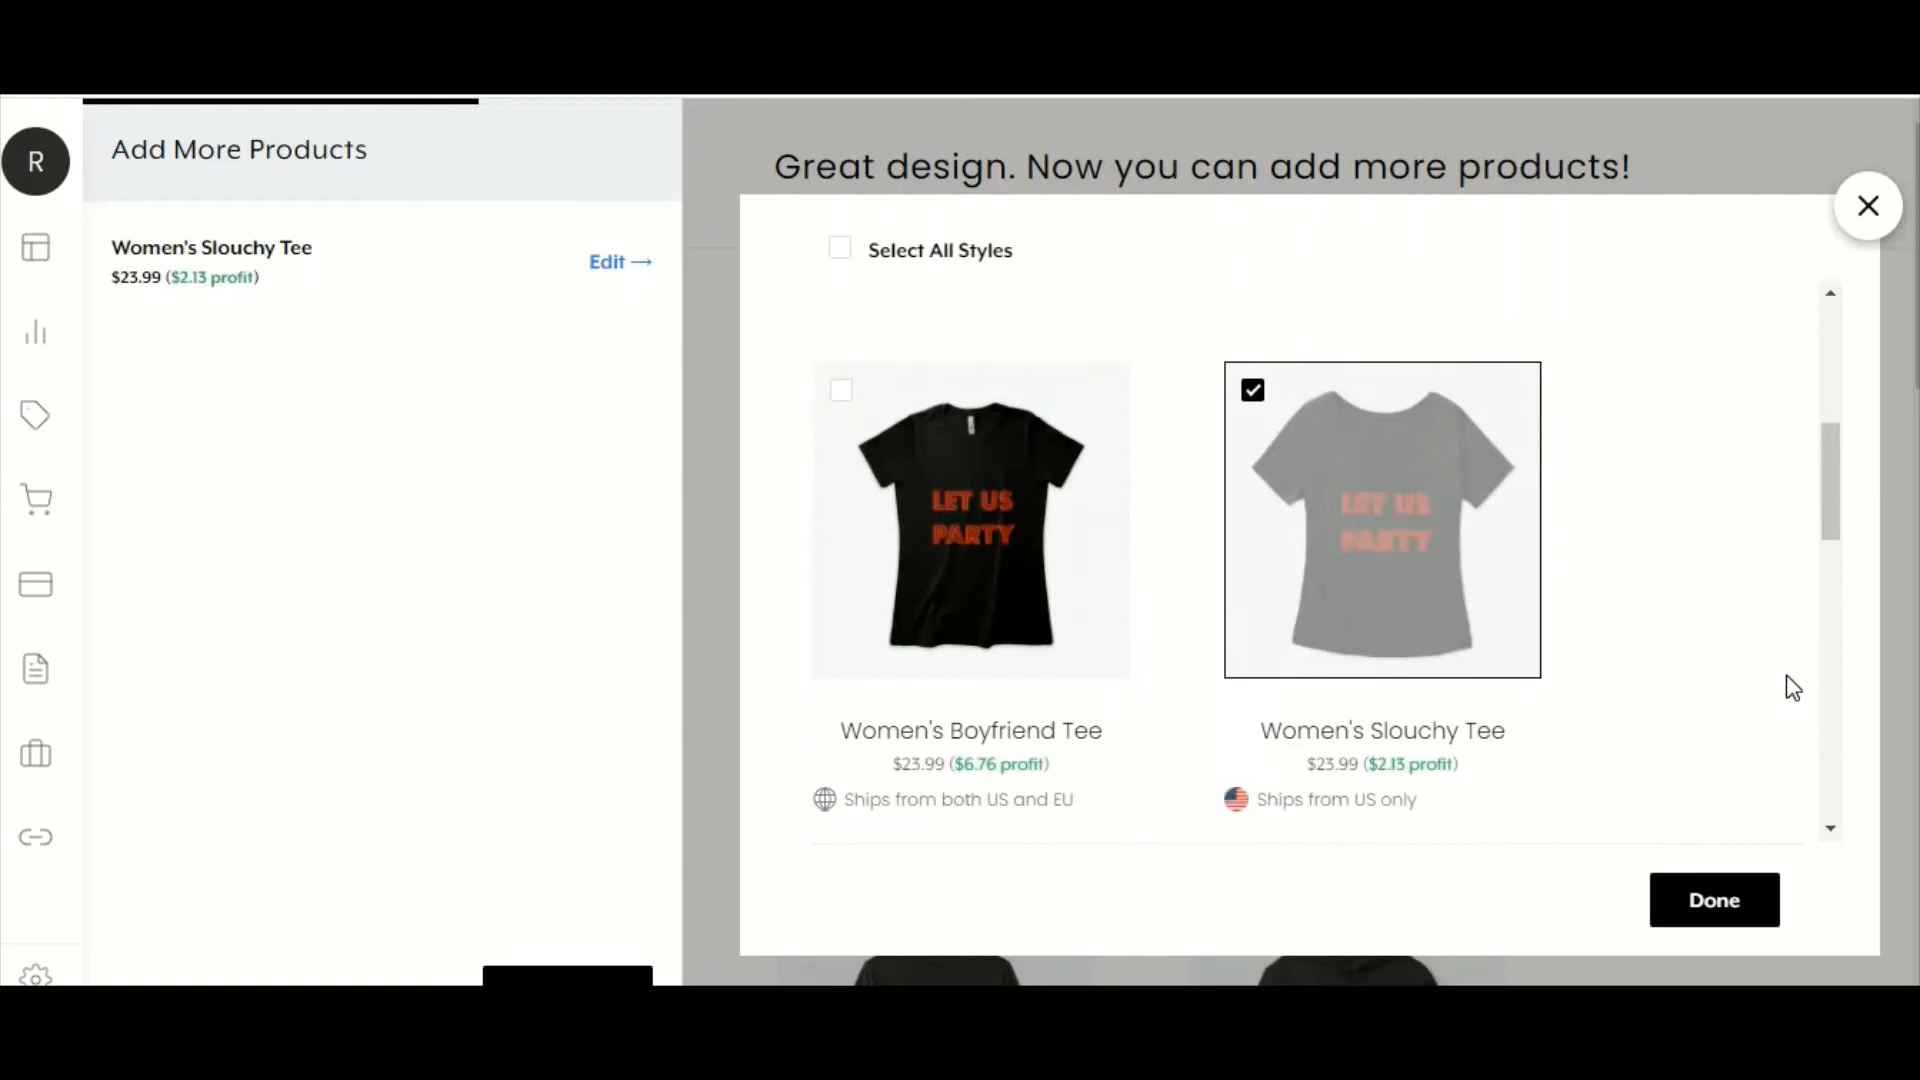 R
Add More Products
Women's Slouchy Tee
$23.99 ($2.13 profit)
Edit →
Great design. Now you can add more products!
Select All Styles
LET US
PARTY
Women's Boyfriend Tee
$23.99 ($6.76 profit)
Ships from both US and EU
LET US
PARTY
Women's Slouchy Tee
$23.99 ($2.13 profit)
Ships from US only
Done